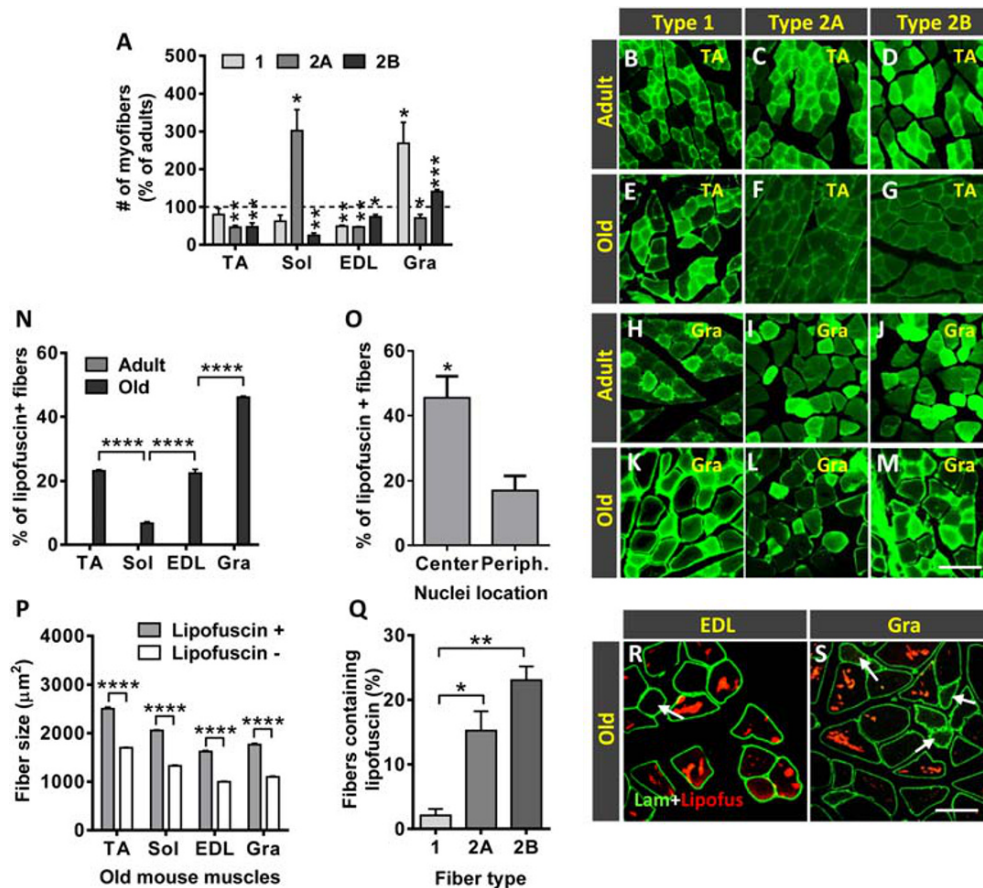 A
1 2A 2B
# of myofibers
(% of adults)
500
400
300
200
100
0
** ** * ** ** ** * * * ***
TA Sol EDL Gra
Type 1 Type 2A Type 2B
Adult
B TA C TA D TA
Old
E TA F TA G TA
Adult
H Gra I Gra J Gra
Old
K Gra L Gra M Gra
N
Adult
Old
% of lipofuscin+ fibers
60
40
20
0
**** **** ****
TA Sol EDL Gra
O
% of lipofuscin + fibers
60
40
20
0
*
Center Periph.
Nuclei location
P
Lipofuscin +
Lipofuscin -
Fiber size (µm²)
4000
3000
2000
1000
0
**** **** **** ****
TA Sol EDL Gra
Old mouse muscles
Q
Fibers containing
lipofuscin (%)
30
20
10
0
**
*
1 2A 2B
Fiber type
EDL Gra
Old
R S
Lam+Lipofus